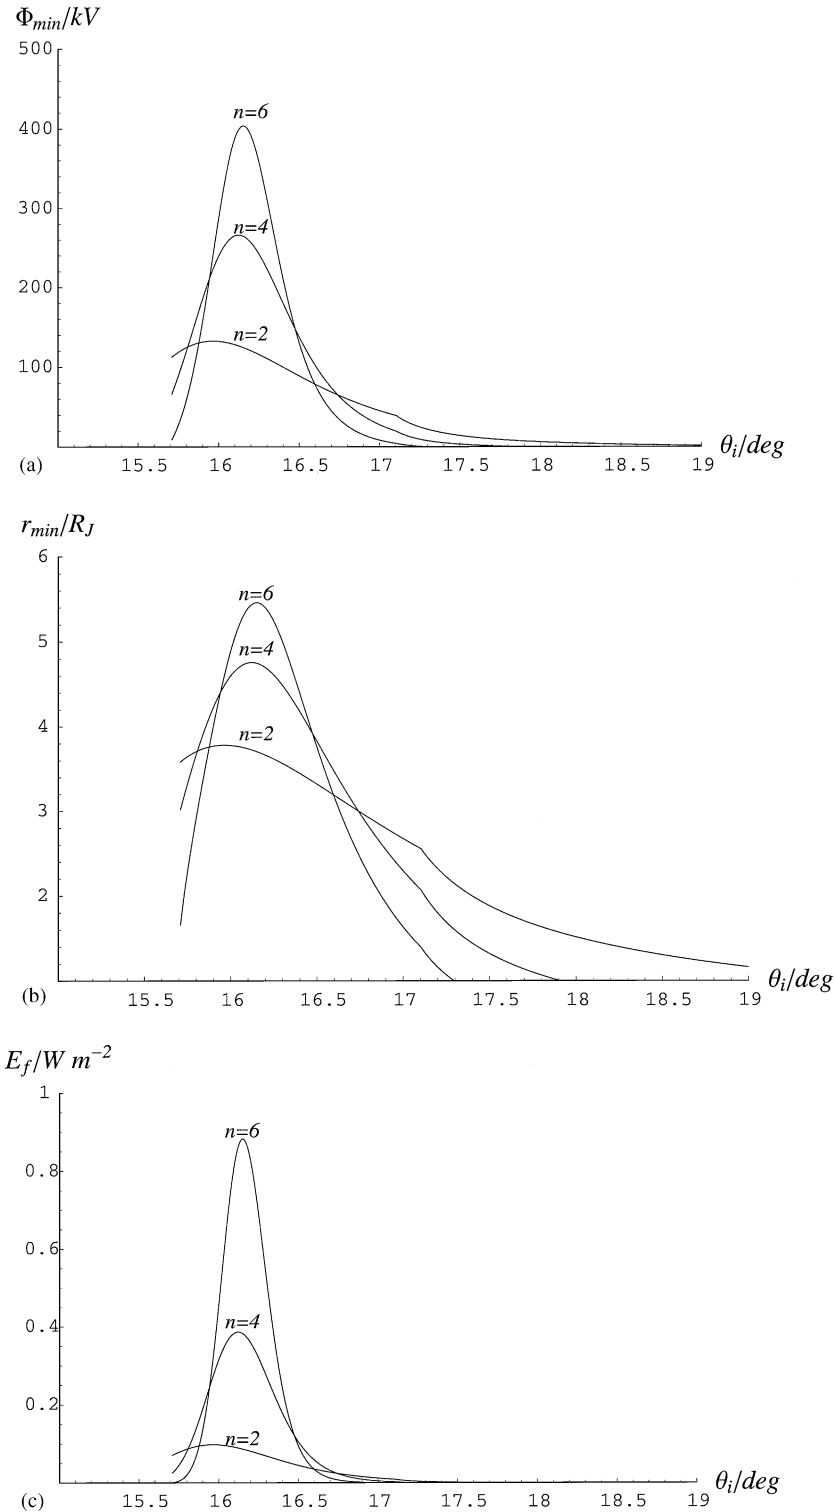 Φmin/kV
500
n=6
400
300
n=4
200
n=2
100
θi/deg
15.5 16 16.5 17 17.5 18 18.5 19
(a)
rmin/RJ
6
n=6
5
n=4
4
n=2
3
2
θi/deg
15.5 16 16.5 17 17.5 18 18.5 19
(b)
Ef/W m−2
1
n=6
0.8
0.6
0.4
n=4
0.2
n=2
θi/deg
15.5 16 16.5 17 17.5 18 18.5 19
(c)